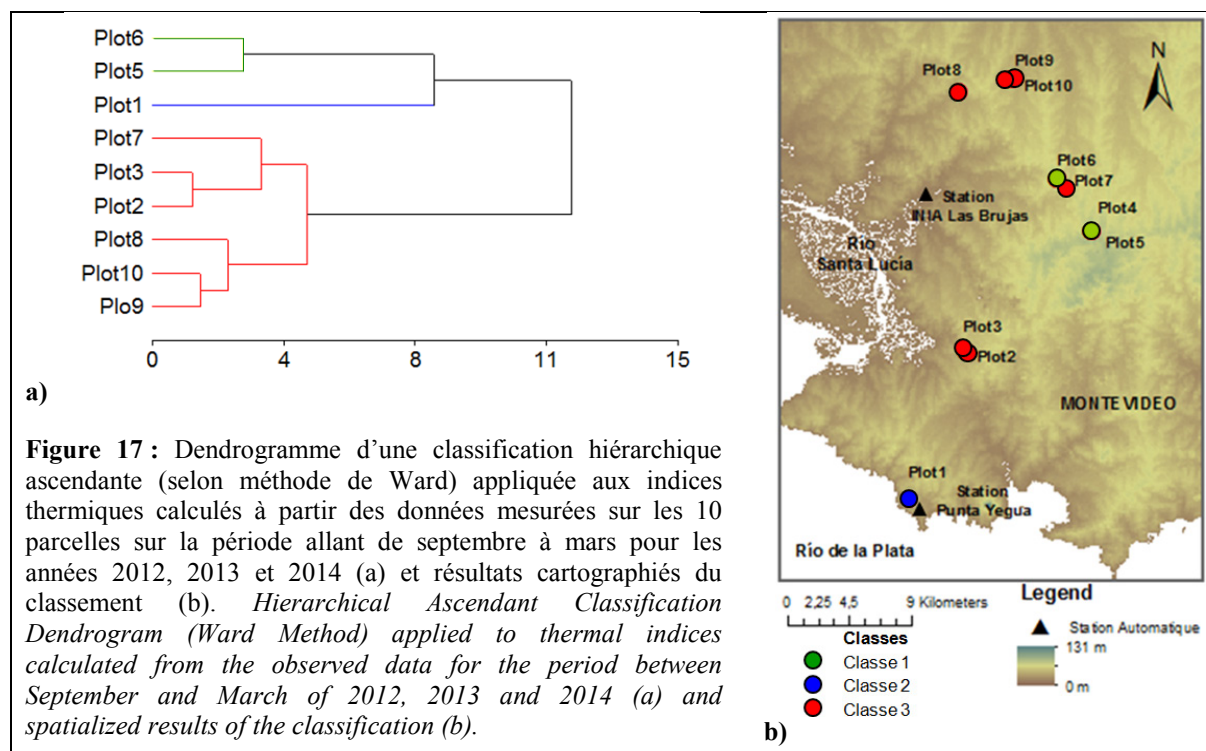 Plot6
Plot5
Plot1
Plot7
Plot3
Plot2
Plot8
Plot10
Plo9
0 4 8 11 15
a)
Figure 17 : Dendrogramme d’une classification hiérarchique
ascendante (selon méthode de Ward) appliquée aux indices
thermiques calculés à partir des données mesurées sur les 10
parcelles sur la période allant de septembre à mars pour les
années 2012, 2013 et 2014 (a) et résultats cartographiés du
classement (b). Hierarchical Ascendant Classification
Dendrogram (Ward Method) applied to thermal indices
calculated from the observed data for the period between
September and March of 2012, 2013 and 2014 (a) and
spatialized results of the classification (b).
N
Plot9
Plot8
Plot10
Plot6
Plot7
Station
INIA Las Brujas
Plot4
Plot5
Río
Santa Lucía
Plot3
Plot2
MONTEVIDEO
Plot1
Station
Punta Yegua
Río de la Plata
0 2,25 4,5 9 Kilometers
Legend
Station Automatique
131 m
0 m
Classes
Classe 1
Classe 2
Classe 3
b)